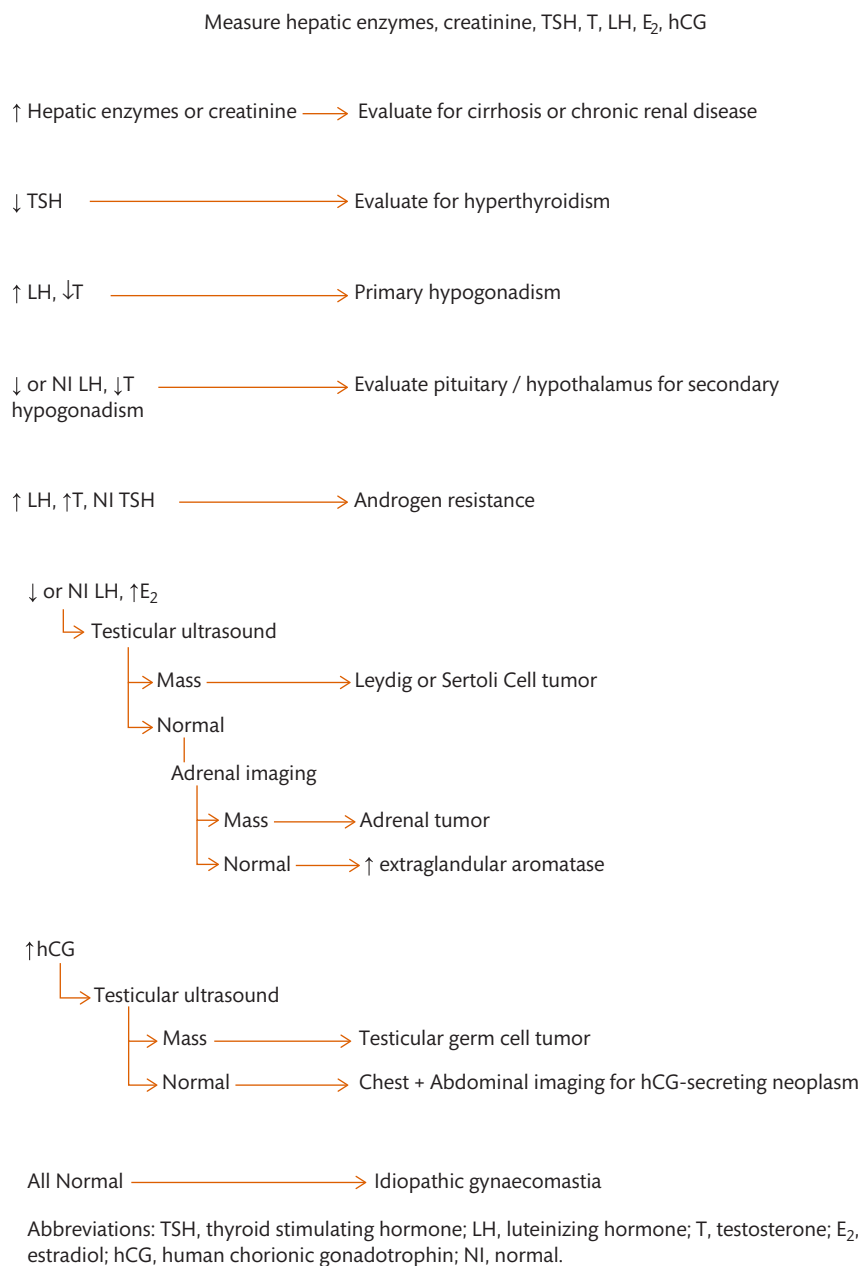 Measure hepatic enzymes, creatinine, TSH, T, LH, E₂, hCG
↑ Hepatic enzymes or creatinine → Evaluate for cirrhosis or chronic renal disease
↓ TSH → Evaluate for hyperthyroidism
↑ LH, ↓T → Primary hypogonadism
↓ or NI LH, ↓T → Evaluate pituitary / hypothalamus for secondary
hypogonadism
↑ LH, ↑T, NI TSH → Androgen resistance
↓ or NI LH, ↑E₂
Testicular ultrasound
Mass → Leydig or Sertoli Cell tumor
Normal
Adrenal imaging
Mass → Adrenal tumor
Normal → ↑ extraglandular aromatase
↑hCG
Testicular ultrasound
Mass → Testicular germ cell tumor
Normal → Chest + Abdominal imaging for hCG-secreting neoplasm
All Normal → Idiopathic gynaecomastia
Abbreviations: TSH, thyroid stimulating hormone; LH, luteinizing hormone; T, testosterone; E₂,
estradiol; hCG, human chorionic gonadotrophin; NI, normal.